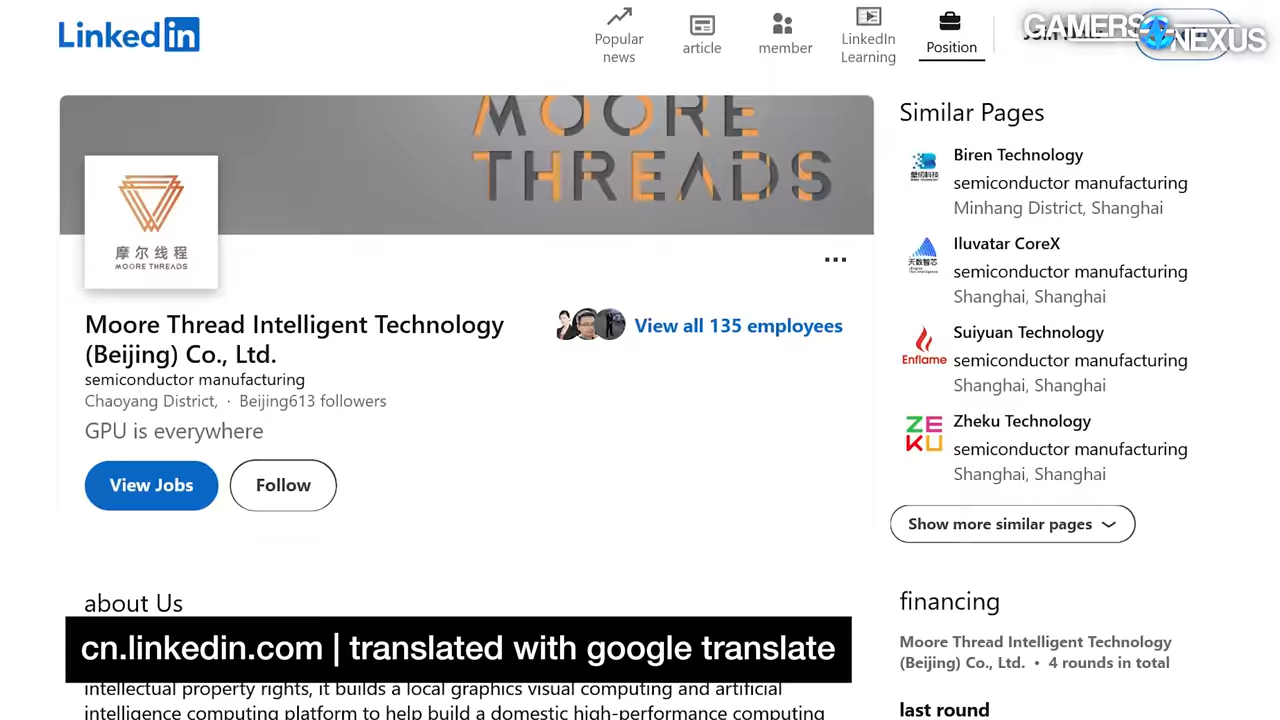 LinkedIn
Popular
news
article
member
LinkedIn
Learning
Position
GAMERS NEXUS
MOORE
THREADS
摩尔线程
MOORE THREADS
Moore Thread Intelligent Technology
(Beijing) Co., Ltd.
semiconductor manufacturing
Chaoyang District, · Beijing613 followers
GPU is everywhere
View all 135 employees
View Jobs
Follow
about Us
cn.linkedin.com | translated with google translate
intellectual property rights, it builds a local graphics visual computing and artificial
intelligence computing platform to help build a domestic high-performance computing
Similar Pages
Biren Technology
semiconductor manufacturing
Minhang District, Shanghai
天数智芯
Iluvatar CoreX
semiconductor manufacturing
Shanghai, Shanghai
Enflame
Suiyuan Technology
semiconductor manufacturing
Shanghai, Shanghai
ZEKU
Zheku Technology
semiconductor manufacturing
Shanghai, Shanghai
Show more similar pages
financing
Moore Thread Intelligent Technology
(Beijing) Co., Ltd. • 4 rounds in total
last round